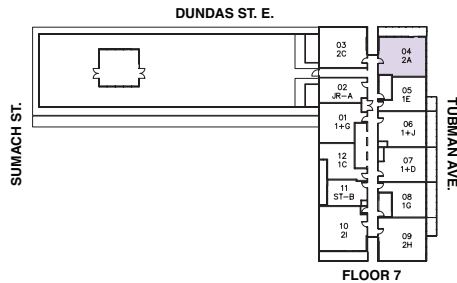 DUNDAS ST. E.
SUMACH ST.
TUBMAN AVE.
03
2C
04
2A
02
JR-A
05
1E
01
1+G
06
1+J
12
1C
07
1+D
11
ST-B
08
1G
10
2I
09
2H
FLOOR 7